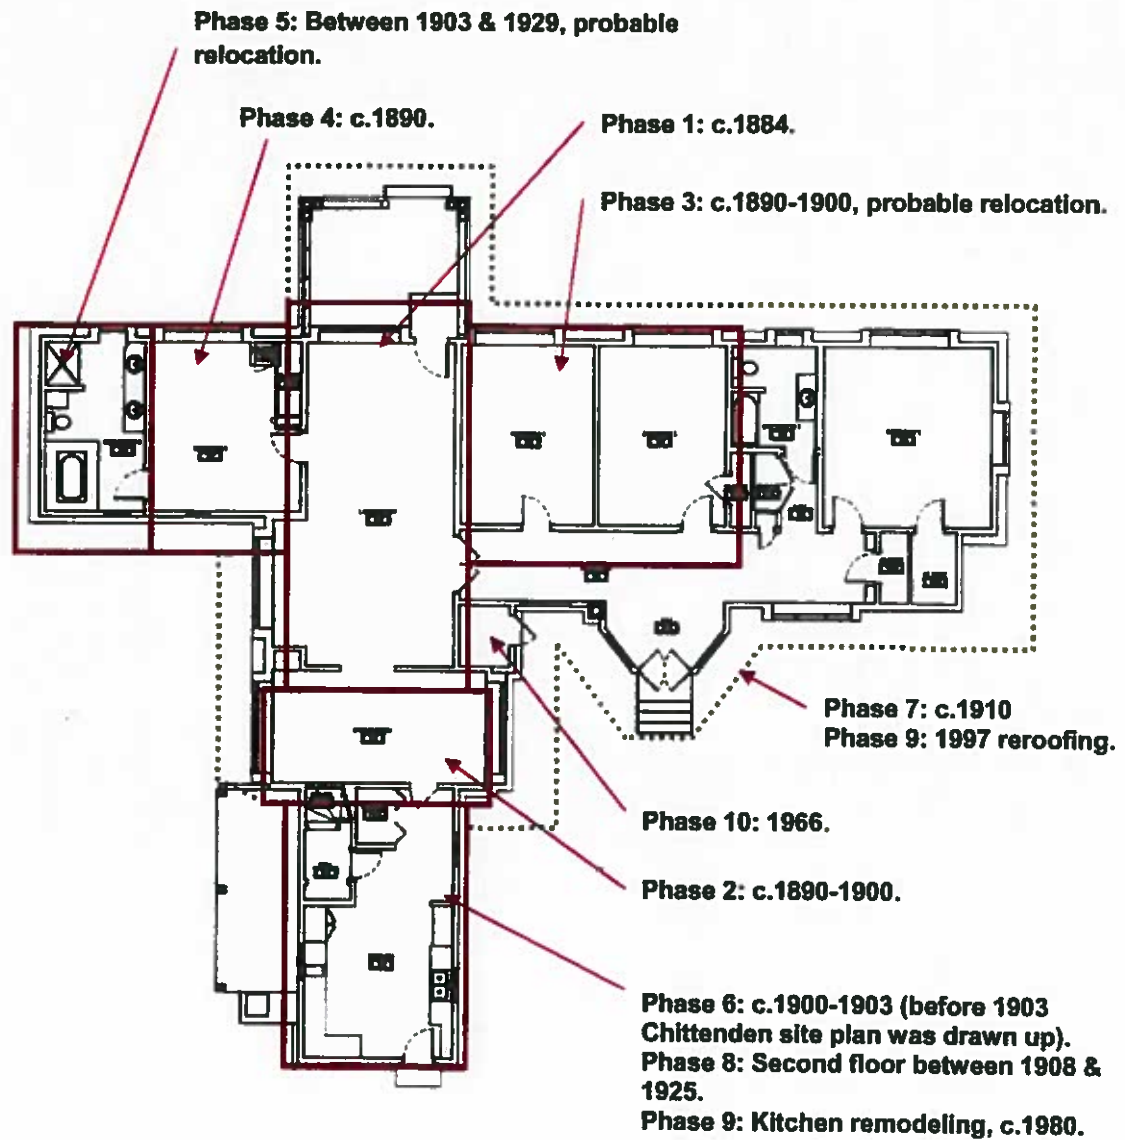 Phase 5: Between 1903 & 1929, probable
relocation.
Phase 4: c.1890.
Phase 1: c.1884.
Phase 3: c.1890-1900, probable relocation.
Phase 7: c.1910
Phase 9: 1997 reroofing.
Phase 10: 1966.
Phase 2: c.1890-1900.
Phase 6: c.1900-1903 (before 1903
Chittenden site plan was drawn up).
Phase 8: Second floor between 1908 &
1925.
Phase 9: Kitchen remodeling, c.1980.